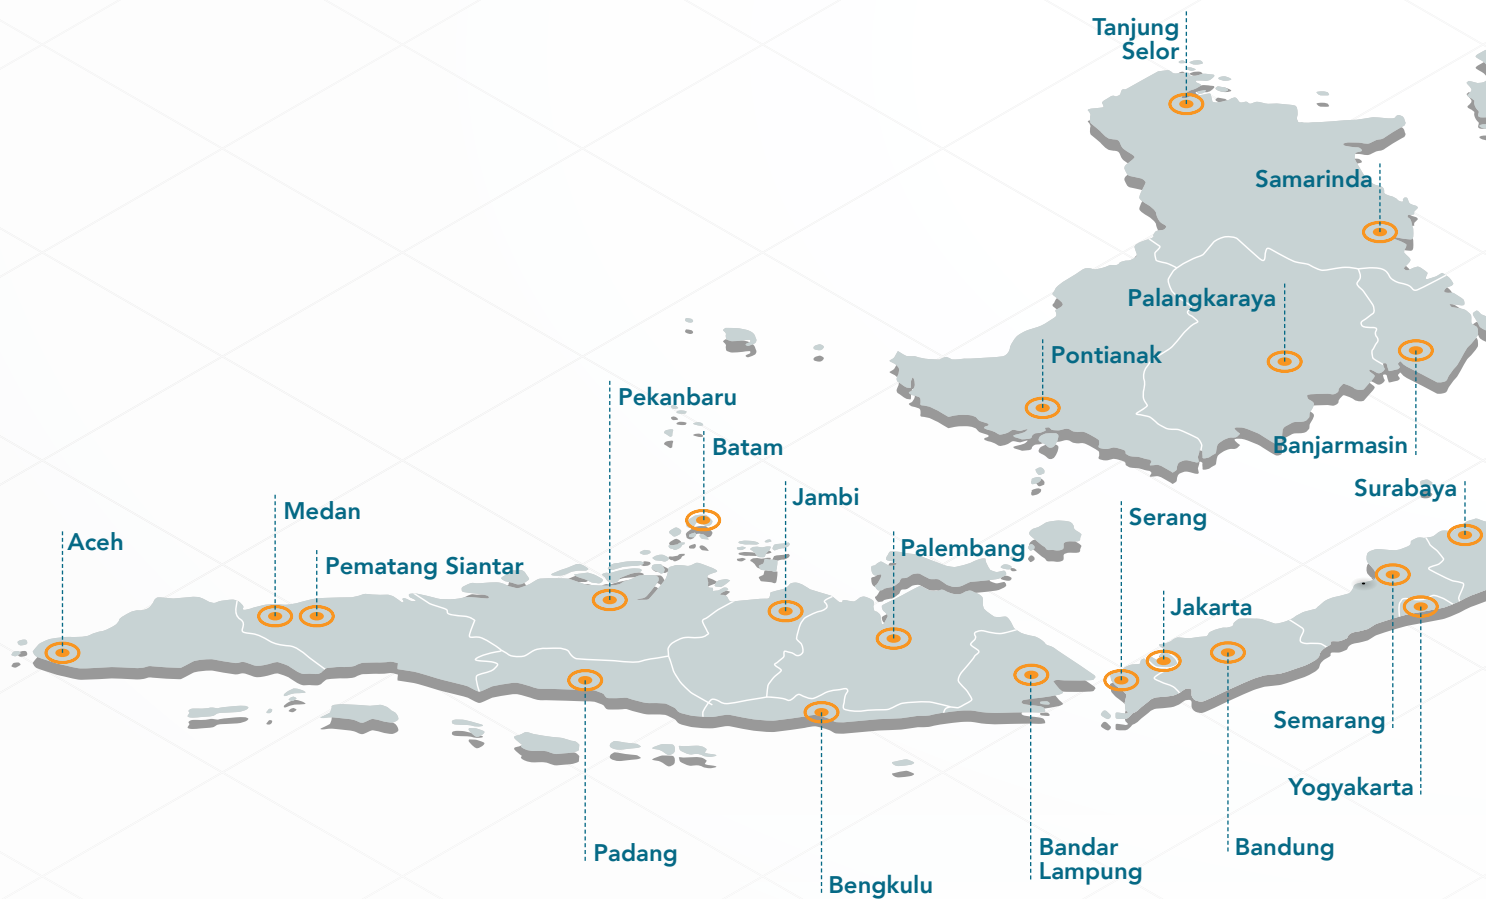 Tanjung
Selor
Samarinda
Palangkaraya
Pontianak
Pekanbaru
Banjarmasin
Batam
Surabaya
Jambi
Medan
Serang
Aceh
Palembang
Pematang Siantar
Jakarta
Semarang
Yogyakarta
Padang
Bandar
Lampung
Bandung
Bengkulu